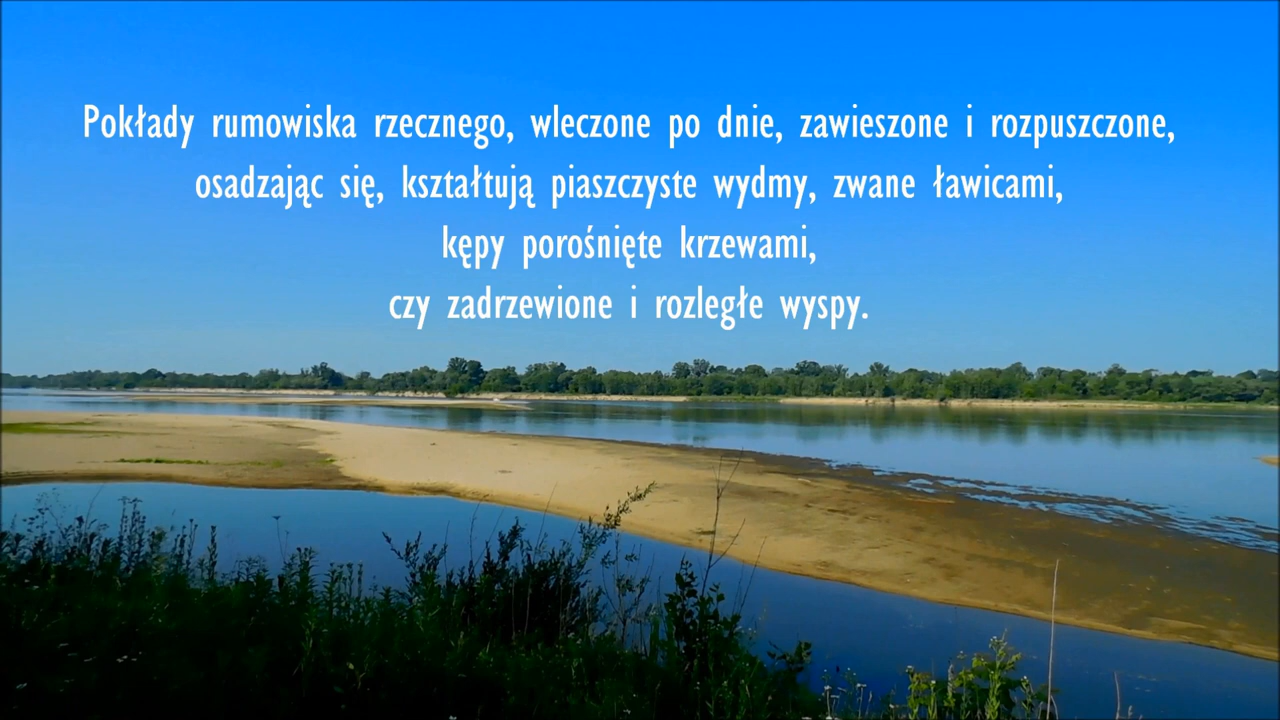 Pokłady rumowiska rzecznego, wleczone po dnie, zawieszone i rozpuszczone,
osadzając się, kształtują piaszczyste wydmy, zwane ławicami,
kępy porośnięte krzewami,
czy zadrzewione i rozległe wyspy.